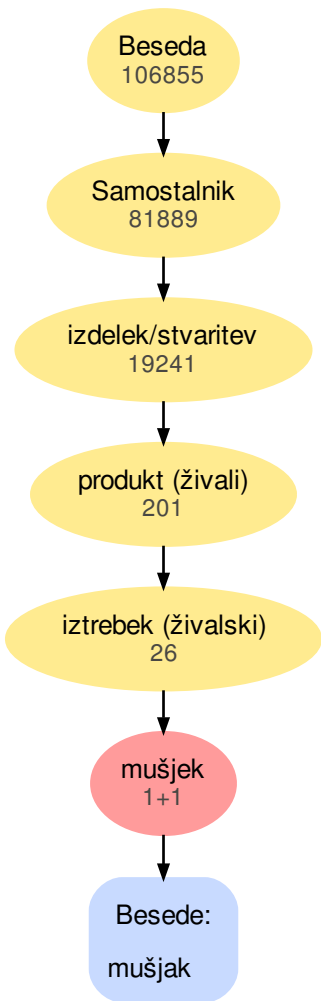 Beseda
106855
Samostalnik
81889
izdelek/stvaritev
19241
produkt (živali)
201
iztrebek (živalski)
26
mušjek
1+1
Besede:
mušjak